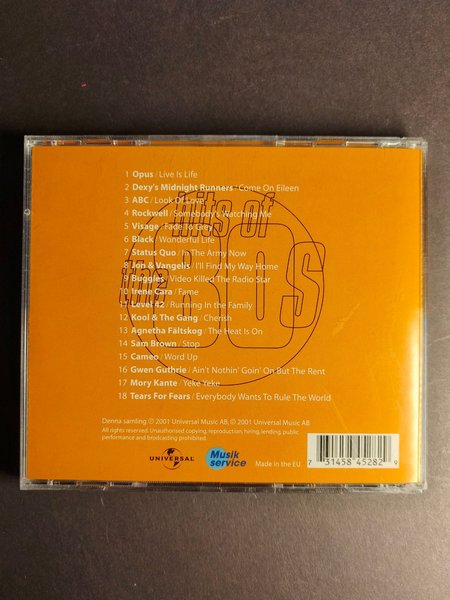 hits of
the 80s
1 Opus / Live Is Life
2 Dexy's Midnight Runners / Come On Eileen
3 ABC / Look Of Love
4 Rockwell / Somebody's Watching Me
5 Visage / Fade To Grey
6 Black / Wonderful Life
7 Status Quo / In The Army Now
8 Jon & Vangelis / I'll Find My Way Home
9 Buggles / Video Killed The Radio Star
10 Irene Cara / Fame
11 Level 42 / Running In the Family
12 Kool & The Gang / Cherish
13 Agnetha Fältskog / The Heat Is On
14 Sam Brown / Stop
15 Cameo / Word Up
16 Gwen Guthrie / Ain't Nothin' Goin' On But The Rent
17 Mory Kante / Yeke Yeke
18 Tears For Fears / Everybody Wants To Rule The World
Denna samling ℗ 2001 Universal Music AB, © 2001 Universal Music AB
All rights reserved. Unauthorised copying, reproduction, hiring, lending, public
performance and brodcasting prohibited.
UNIVERSAL
Musik
service
Made in the EU
7 31458 45282 9